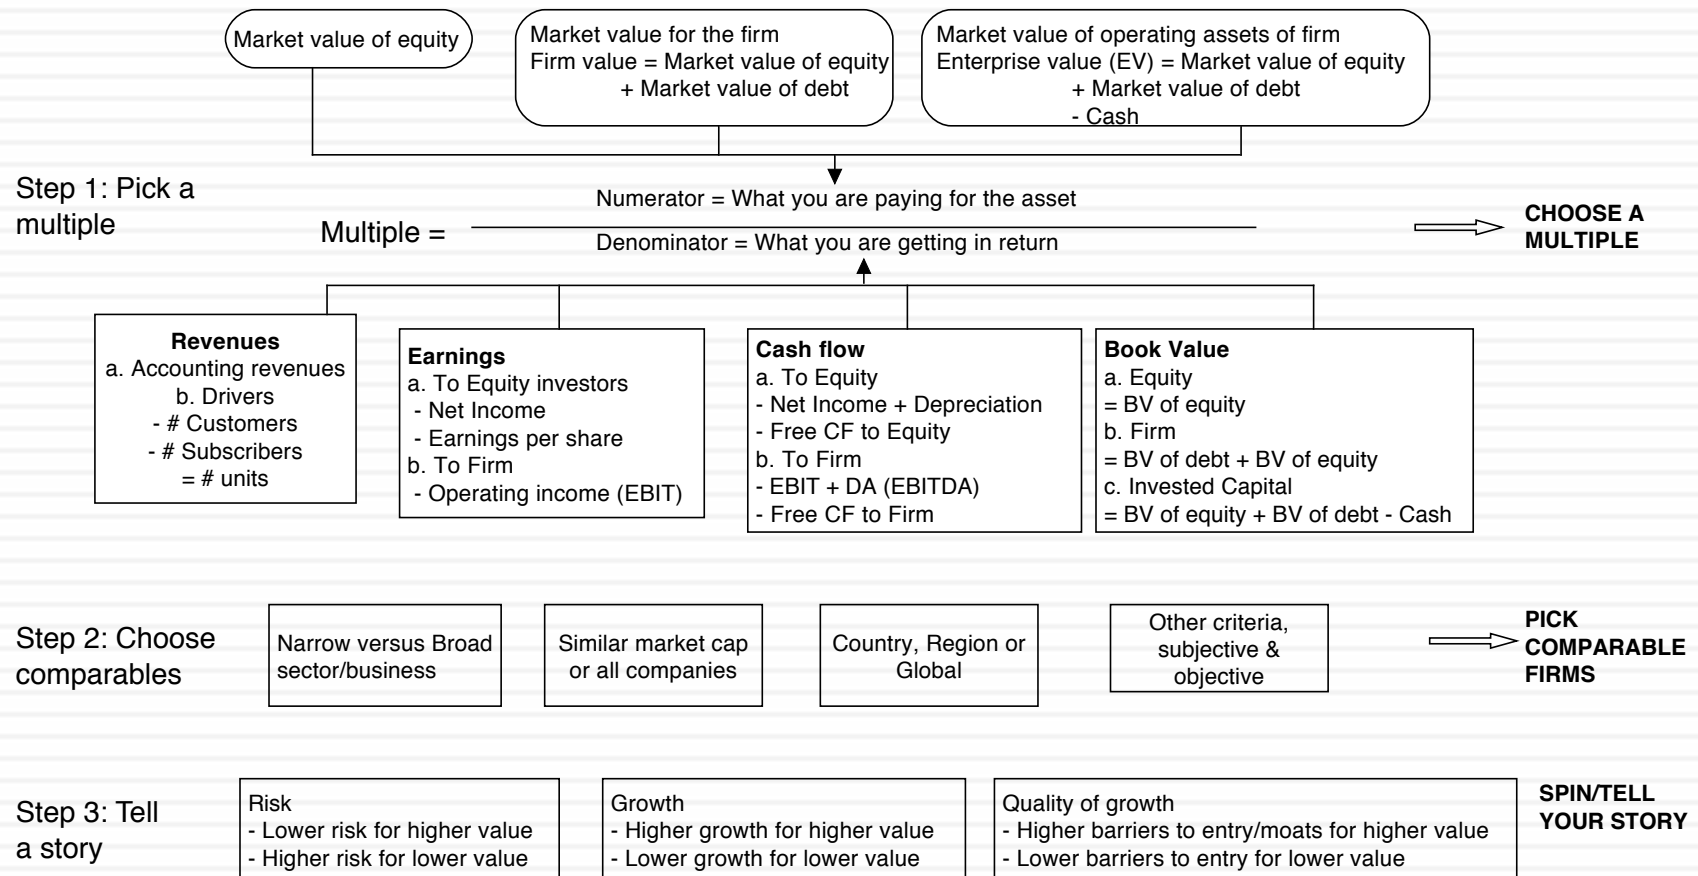 Market value of equity
Market value for the firm
Firm value = Market value of equity
+ Market value of debt
Market value of operating assets of firm
Enterprise value (EV) = Market value of equity
+ Market value of debt
- Cash
Step 1: Pick a
multiple
Multiple =
Numerator = What you are paying for the asset
Denominator = What you are getting in return
CHOOSE A
MULTIPLE
Revenues
a. Accounting revenues
b. Drivers
- # Customers
- # Subscribers
= # units
Earnings
a. To Equity investors
- Net Income
- Earnings per share
b. To Firm
- Operating income (EBIT)
Cash flow
a. To Equity
- Net Income + Depreciation
- Free CF to Equity
b. To Firm
- EBIT + DA (EBITDA)
- Free CF to Firm
Book Value
a. Equity
= BV of equity
b. Firm
= BV of debt + BV of equity
c. Invested Capital
= BV of equity + BV of debt - Cash
Step 2: Choose
comparables
Narrow versus Broad
sector/business
Similar market cap
or all companies
Country, Region or
Global
Other criteria,
subjective &
objective
PICK
COMPARABLE
FIRMS
Step 3: Tell
a story
Risk
- Lower risk for higher value
- Higher risk for lower value
Growth
- Higher growth for higher value
- Lower growth for lower value
Quality of growth
- Higher barriers to entry/moats for higher value
- Lower barriers to entry for lower value
SPIN/TELL
YOUR STORY